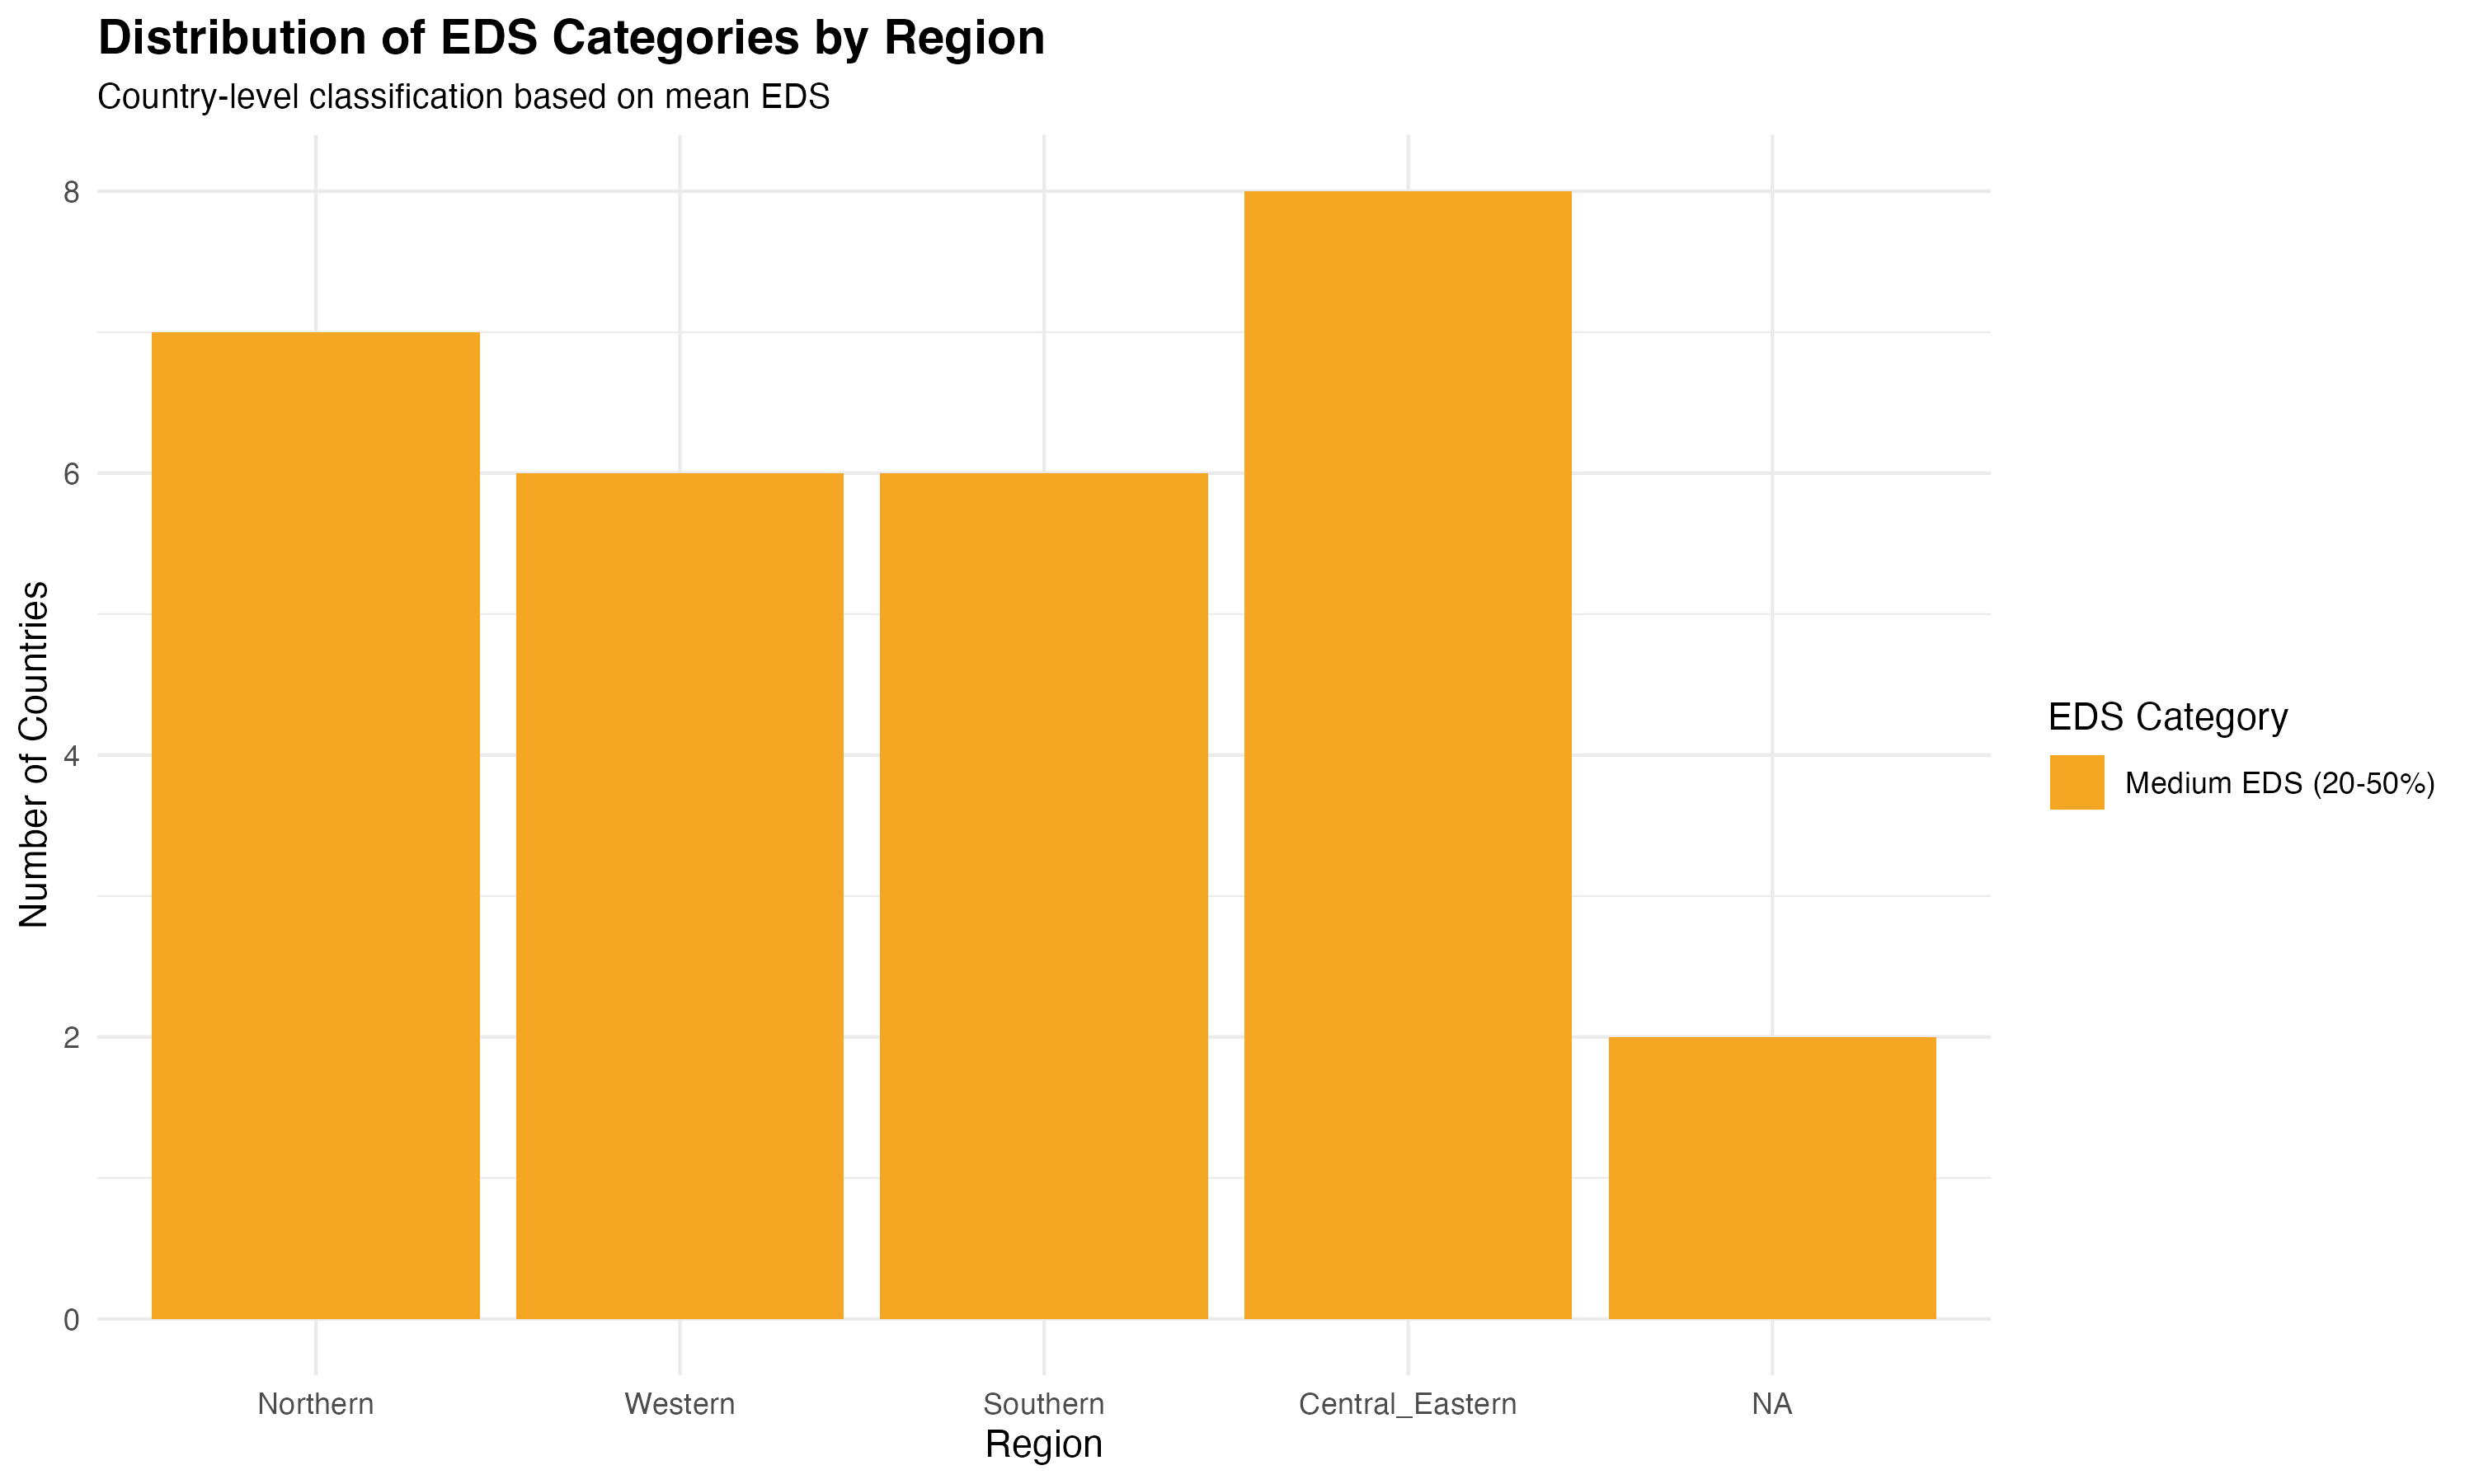 Distribution of EDS Categories by Region
Country-level classification based on mean EDS
8
6
4
2
0
Number of Countries
Northern
Western
Southern
Central_Eastern
NA
Region
EDS Category
Medium EDS (20-50%)